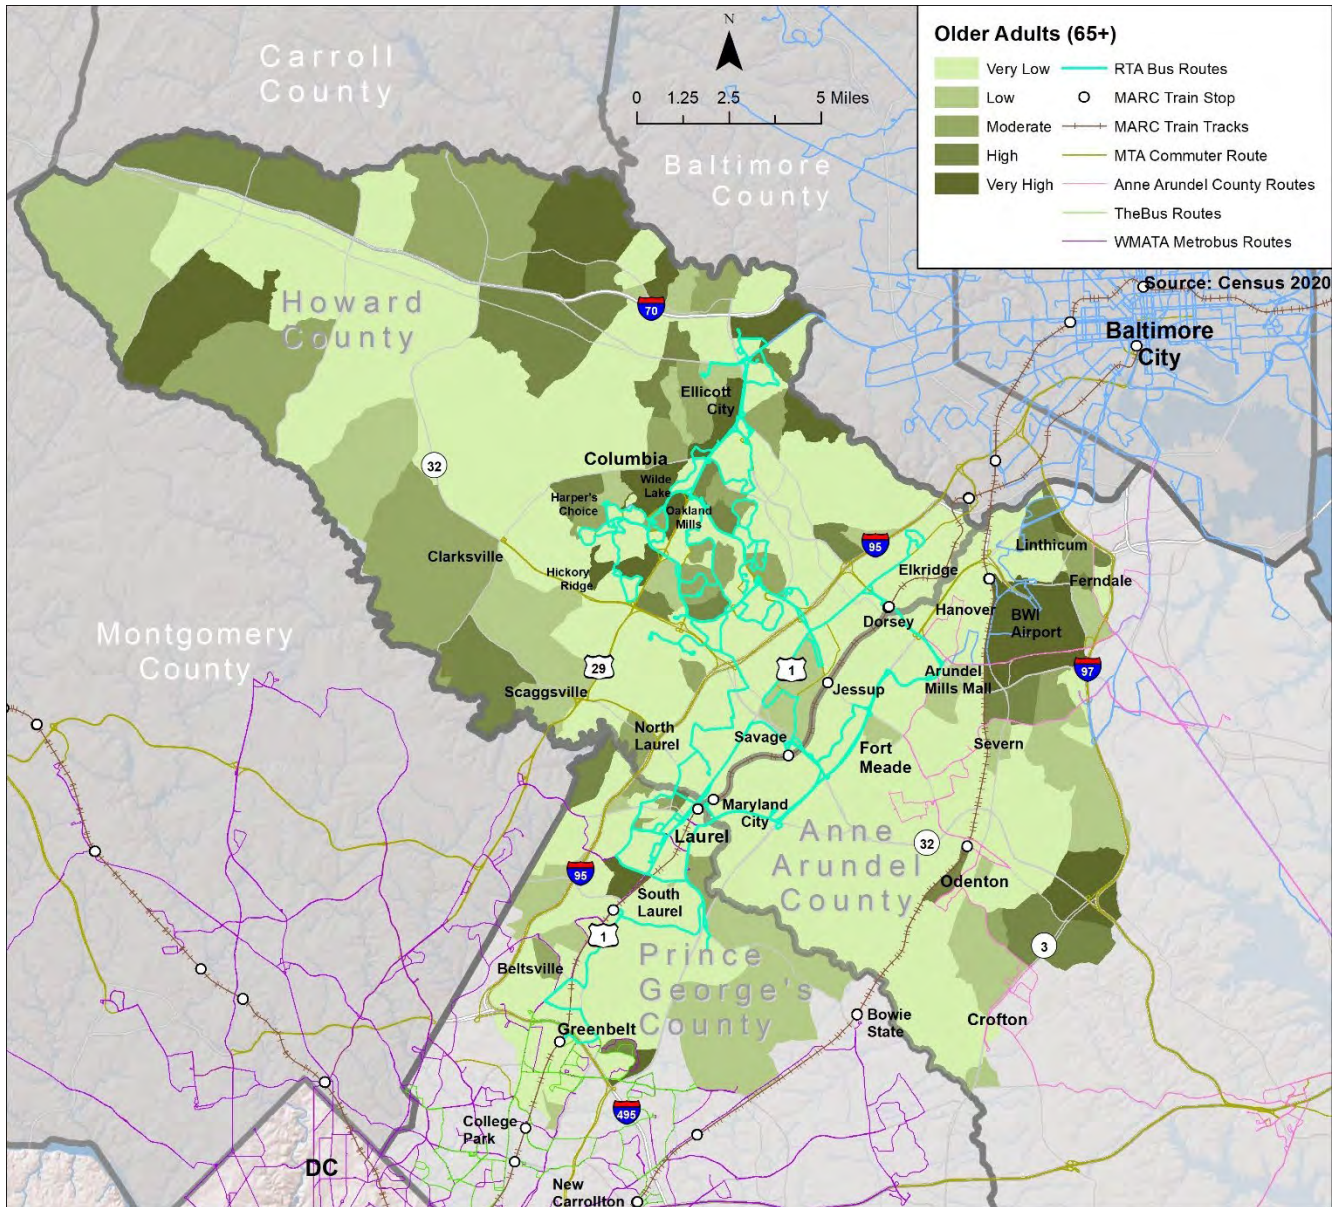 Carroll
County
N
0 1.25 2.5 5 Miles
Baltimore
County
Older Adults (65+)
Very Low
Low
Moderate
High
Very High
RTA Bus Routes
MARC Train Stop
MARC Train Tracks
MTA Commuter Route
Anne Arundel County Routes
TheBus Routes
WMATA Metrobus Routes
Source: Census 2020
Baltimore
City
Howard
County
70
Ellicott
City
32
Columbia
Wilde
Lake
Harper's
Choice
Oakland
Mills
Clarksville
Hickory
Ridge
95
Elkridge
Linthicum
Ferndale
Hanover
BWI
Airport
Dorsey
Montgomery
County
29
1
Arundel
Mills Mall
97
Jessup
Scaggsville
North
Laurel
Savage
Fort
Meade
Severn
Maryland
City
Laurel
Anne
Arundel
County
32
95
Odenton
South
Laurel
1
3
Beltsville
Prince
George's
County
Bowie
State
Crofton
Greenbelt
495
College
Park
DC
New
Carrollton